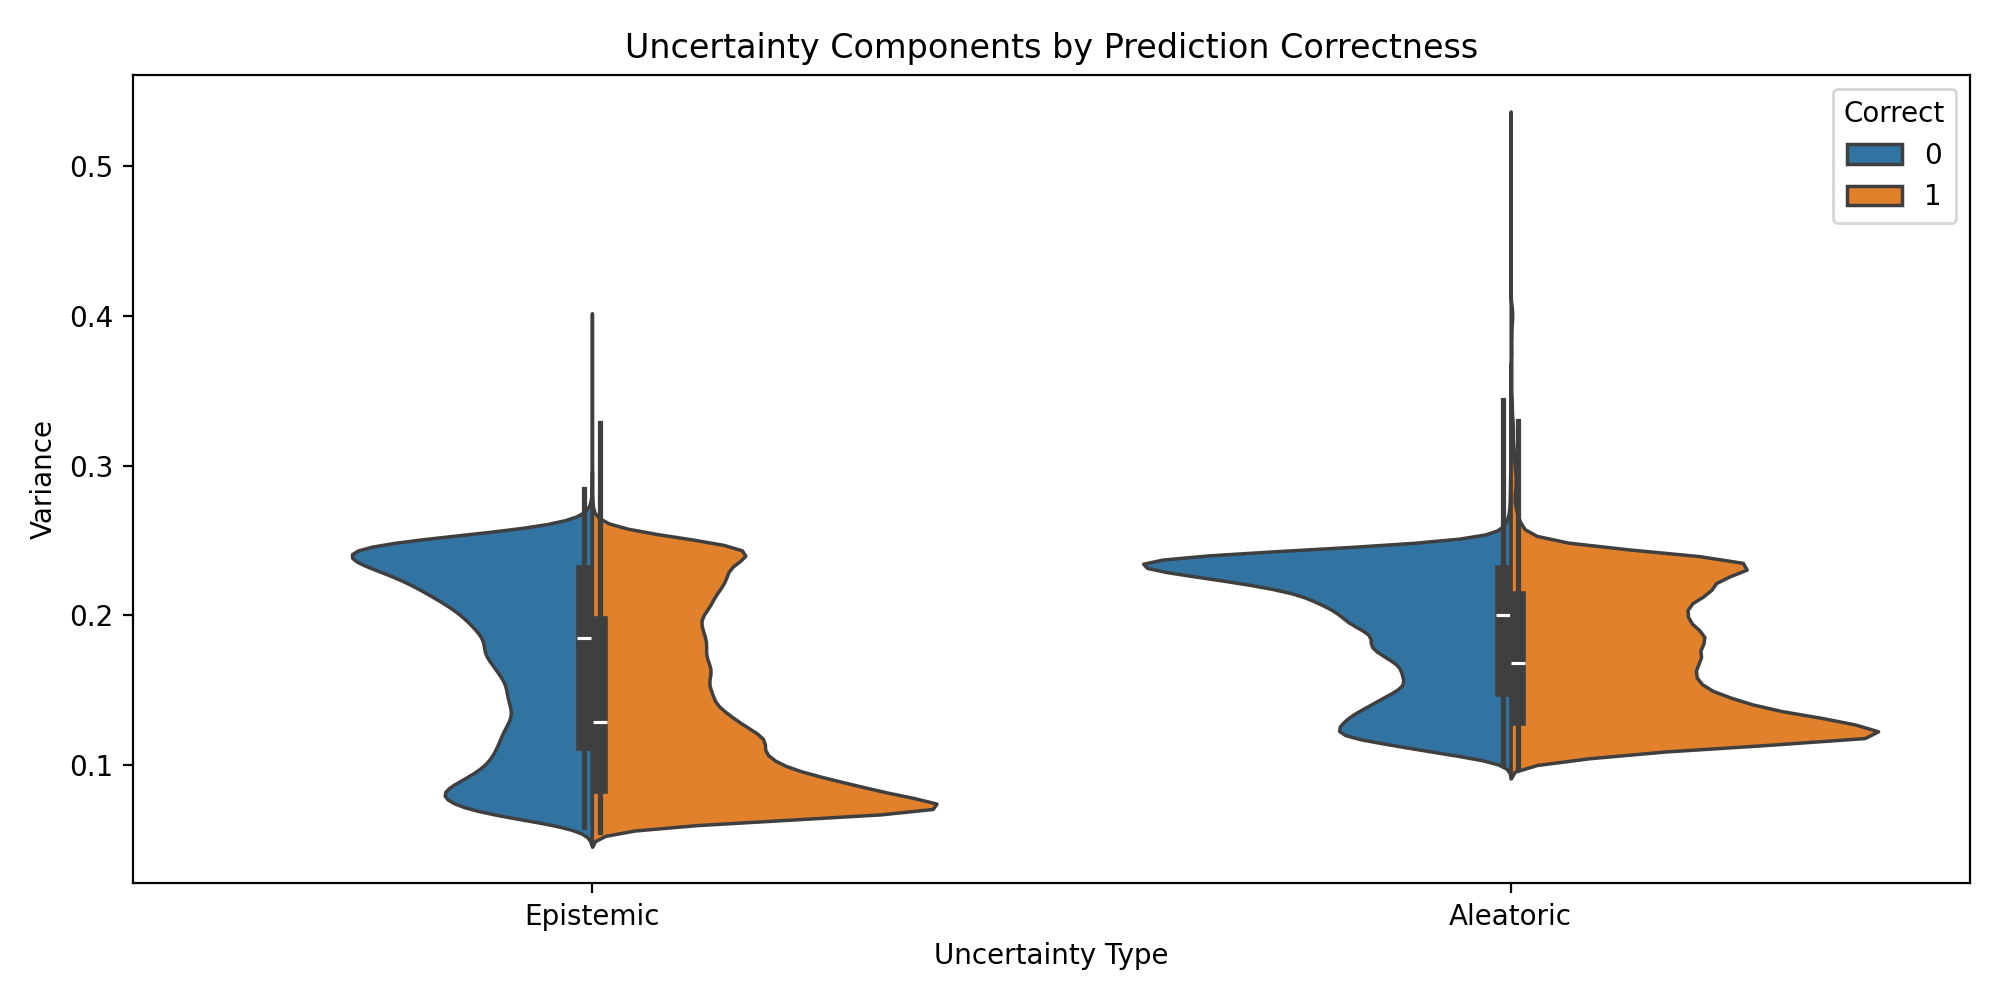 Uncertainty Components by Prediction Correctness
Correct
0
1
0.5
0.4
0.3
0.2
0.1
Variance
Epistemic
Aleatoric
Uncertainty Type